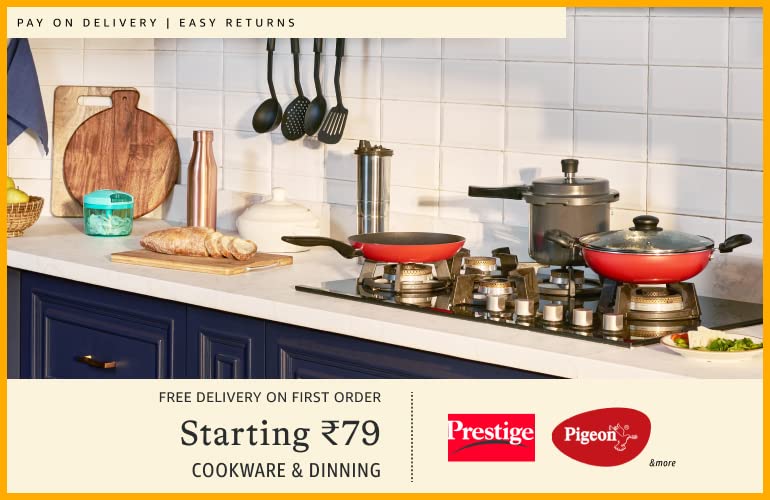 PAY ON DELIVERY | EASY RETURNS
FREE DELIVERY ON FIRST ORDER
Starting ₹79
COOKWARE & DINNING
Prestige
Pigeon
&more